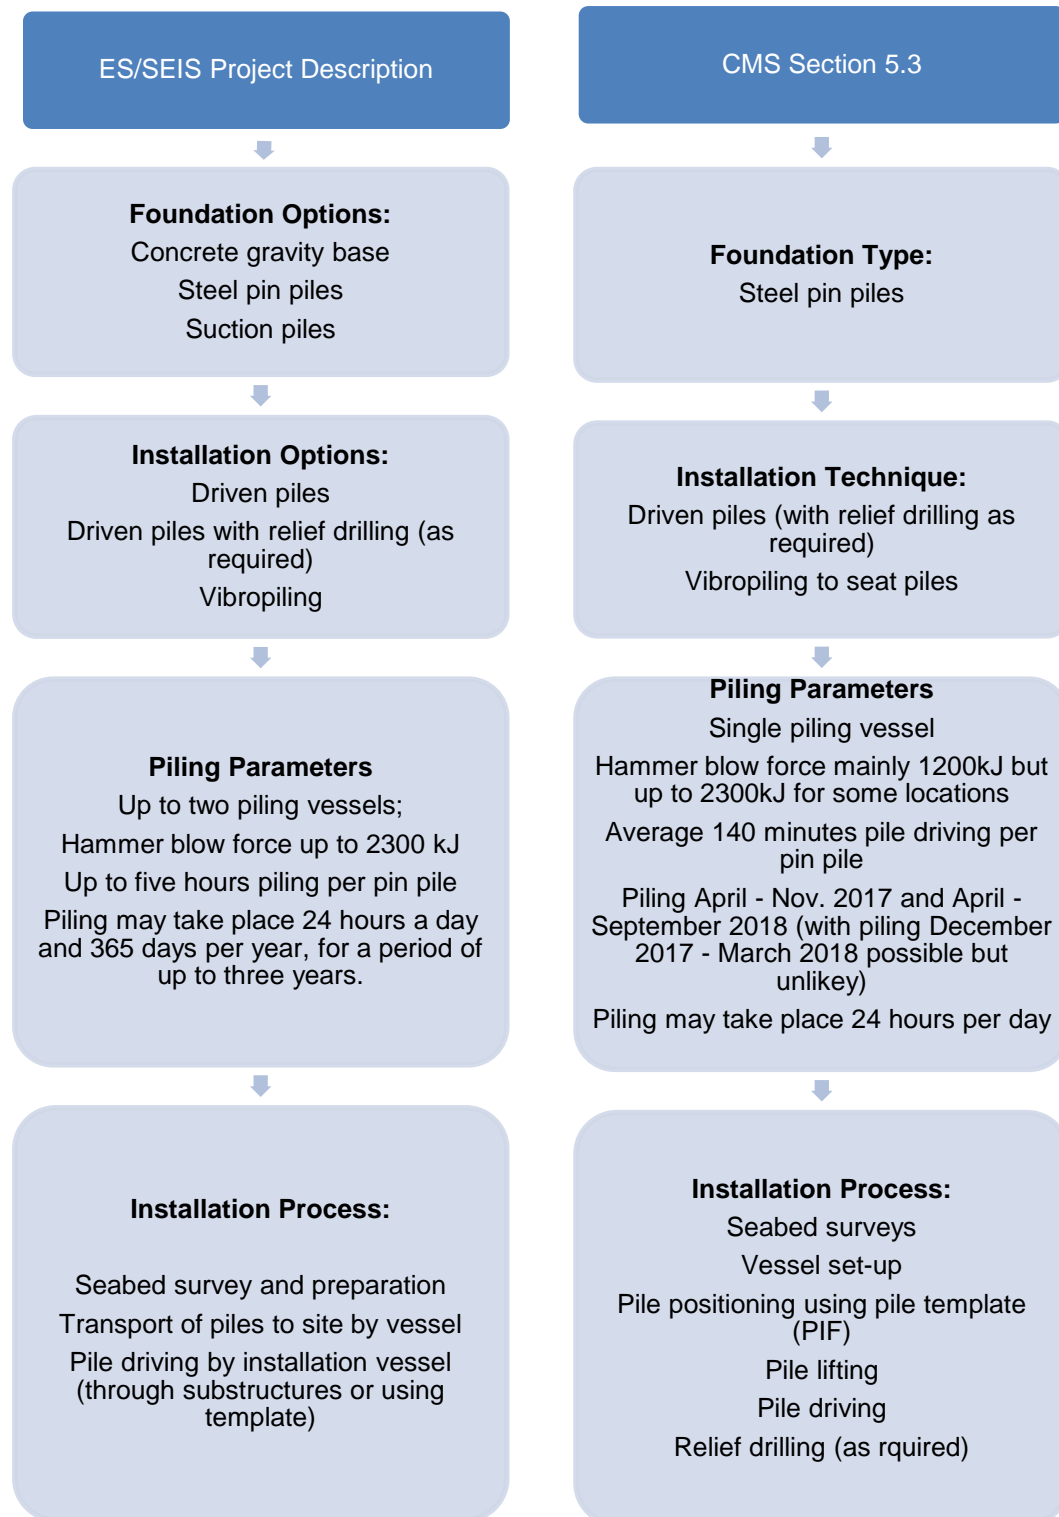 ES/SEIS Project Description
Foundation Options:
Concrete gravity base
Steel pin piles
Suction piles
Installation Options:
Driven piles
Driven piles with relief drilling (as
required)
Vibropiling
Piling Parameters
Up to two piling vessels;
Hammer blow force up to 2300 kJ
Up to five hours piling per pin pile
Piling may take place 24 hours a day
and 365 days per year, for a period of
up to three years.
Installation Process:
Seabed survey and preparation
Transport of piles to site by vessel
Pile driving by installation vessel
(through substructures or using
template)
CMS Section 5.3
Foundation Type:
Steel pin piles
Installation Technique:
Driven piles (with relief drilling as
required)
Vibropiling to seat piles
Piling Parameters
Single piling vessel
Hammer blow force mainly 1200kJ but
up to 2300kJ for some locations
Average 140 minutes pile driving per
pin pile
Piling April - Nov. 2017 and April -
September 2018 (with piling December
2017 - March 2018 possible but
unlikey)
Piling may take place 24 hours per day
Installation Process:
Seabed surveys
Vessel set-up
Pile positioning using pile template
(PIF)
Pile lifting
Pile driving
Relief drilling (as rquired)